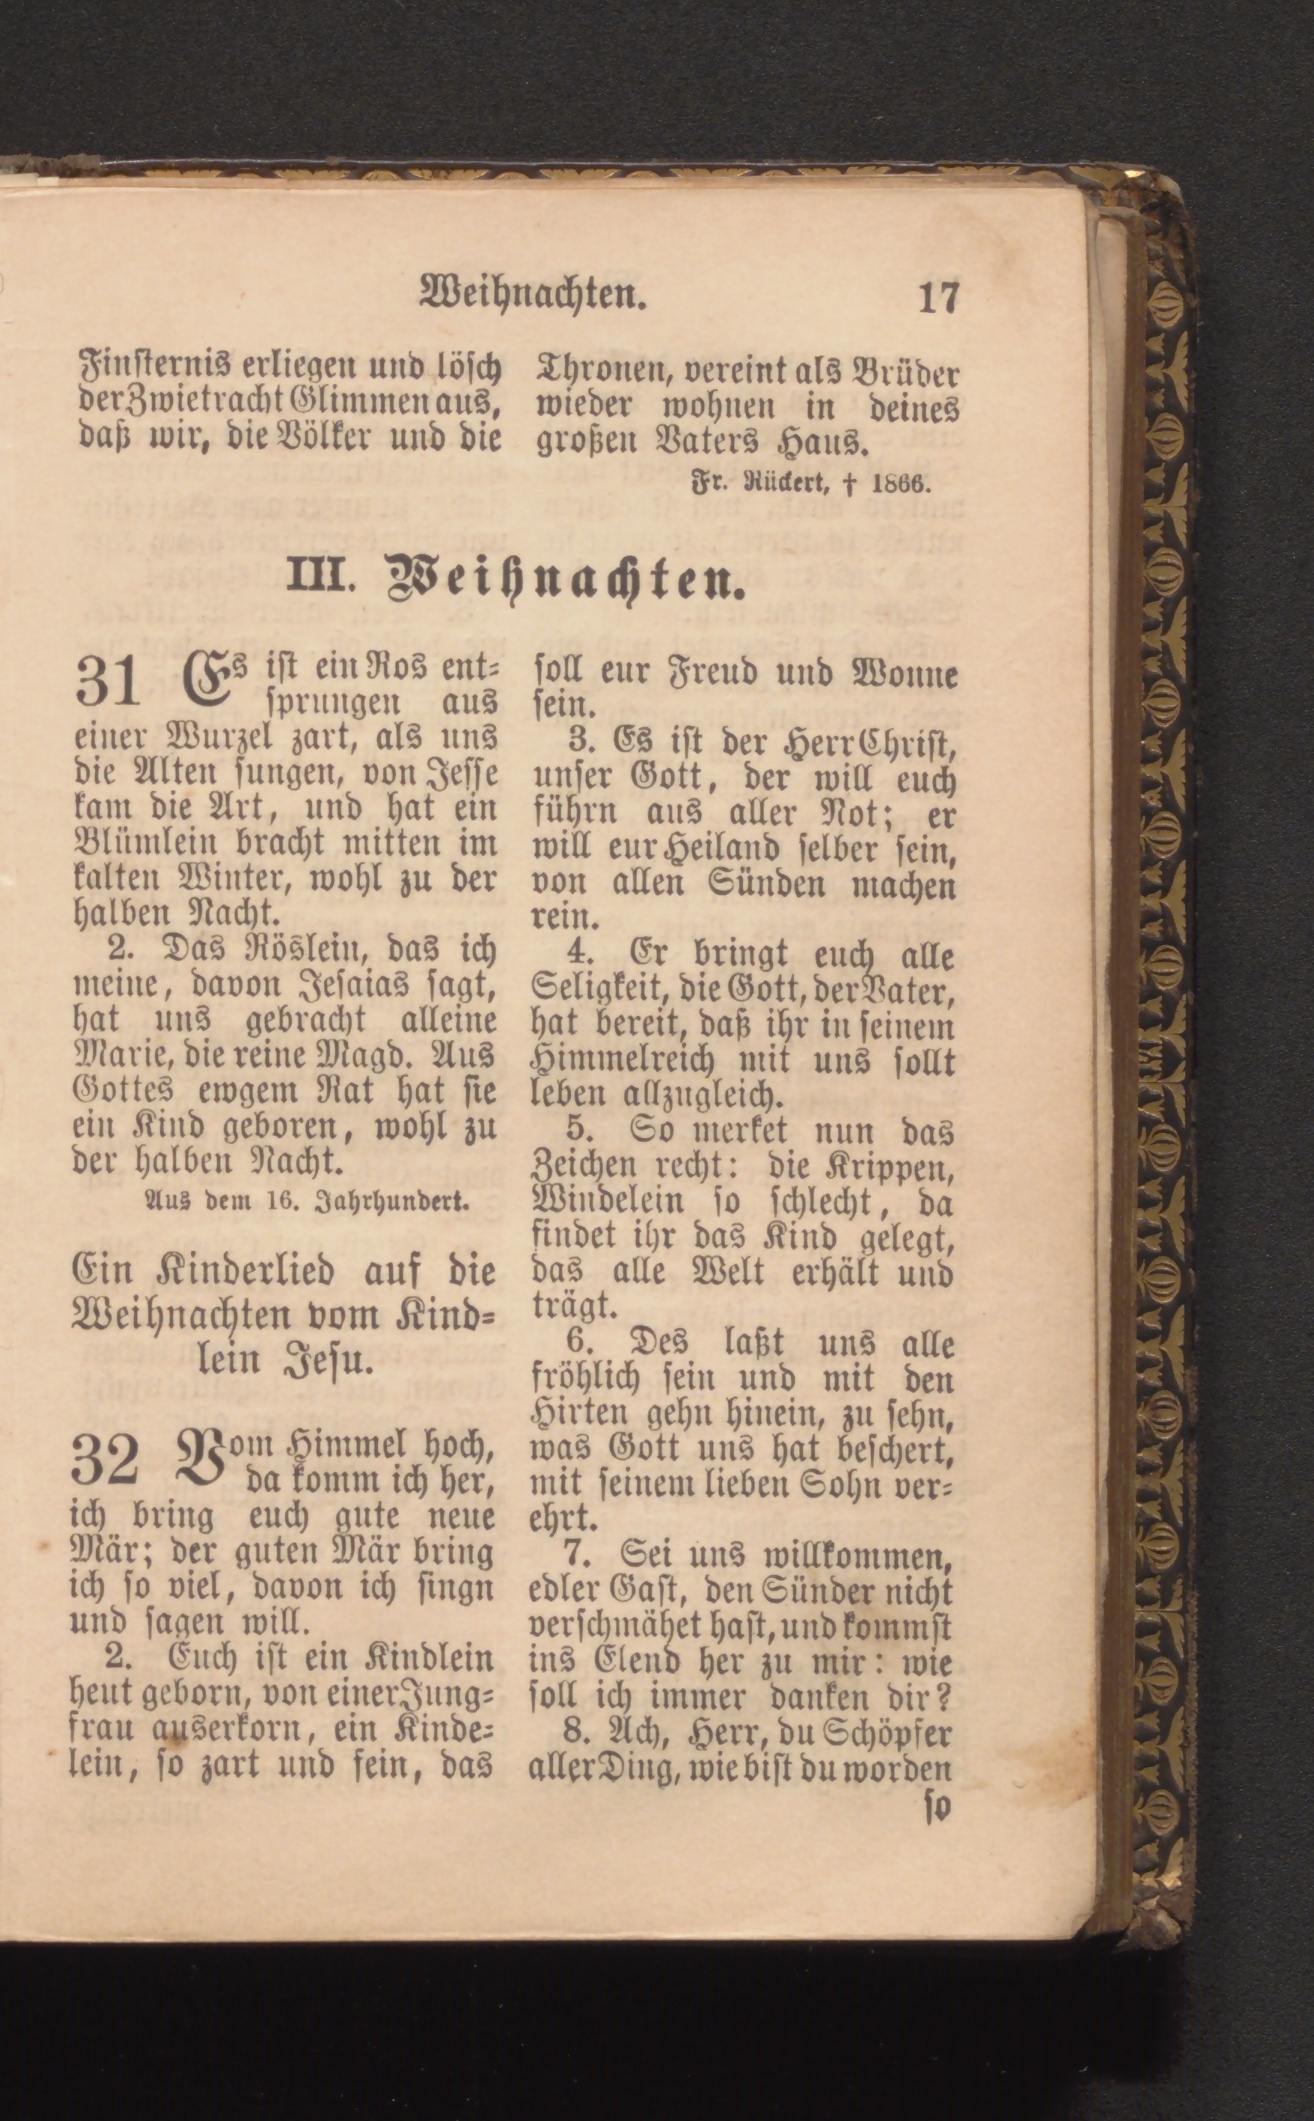 Weihnachten.
17
Finsternis erliegen und lösch
der Zwietracht Glimmen aus,
daß wir, die Völker und die
Thronen, vereint als Brüder
wieder wohnen in deines
großen Vaters Haus.
Fr. Rückert, † 1866.
III. Weihnachten.
31 Es ist ein Ros ent-
sprungen aus
einer Wurzel zart, als uns
die Alten sungen, von Jesse
kam die Art, und hat ein
Blümlein bracht mitten im
kalten Winter, wohl zu der
halben Nacht.
2. Das Röslein, das ich
meine, davon Jesaias sagt,
hat uns gebracht alleine
Marie, die reine Magd. Aus
Gottes ewgem Rat hat sie
ein Kind geboren, wohl zu
der halben Nacht.
Aus dem 16. Jahrhundert.
Ein Kinderlied auf die
Weihnachten vom Kind-
lein Jesu.
32 Vom Himmel hoch,
da komm ich her,
ich bring euch gute neue
Mär; der guten Mär bring
ich so viel, davon ich singn
und sagen will.
2. Euch ist ein Kindlein
heut geborn, von einer Jung-
frau auserkorn, ein Kinde-
lein, so zart und fein, das
soll eur Freud und Wonne
sein.
3. Es ist der Herr Christ,
unser Gott, der will euch
führn aus aller Not; er
will eur Heiland selber sein,
von allen Sünden machen
rein.
4. Er bringt euch alle
Seligkeit, die Gott, der Vater,
hat bereit, daß ihr in seinem
Himmelreich mit uns sollt
leben allzugleich.
5. So merket nun das
Zeichen recht: die Krippen,
Windelein so schlecht, da
findet ihr das Kind gelegt,
das alle Welt erhält und
trägt.
6. Des laßt uns alle
fröhlich sein und mit den
Hirten gehn hinein, zu sehn,
was Gott uns hat beschert,
mit seinem lieben Sohn ver-
ehrt.
7. Sei uns willkommen,
edler Gast, den Sünder nicht
verschmähet hast, und kommst
ins Elend her zu mir: wie
soll ich immer danken dir?
8. Ach, Herr, du Schöpfer
aller Ding, wie bist du worden
so